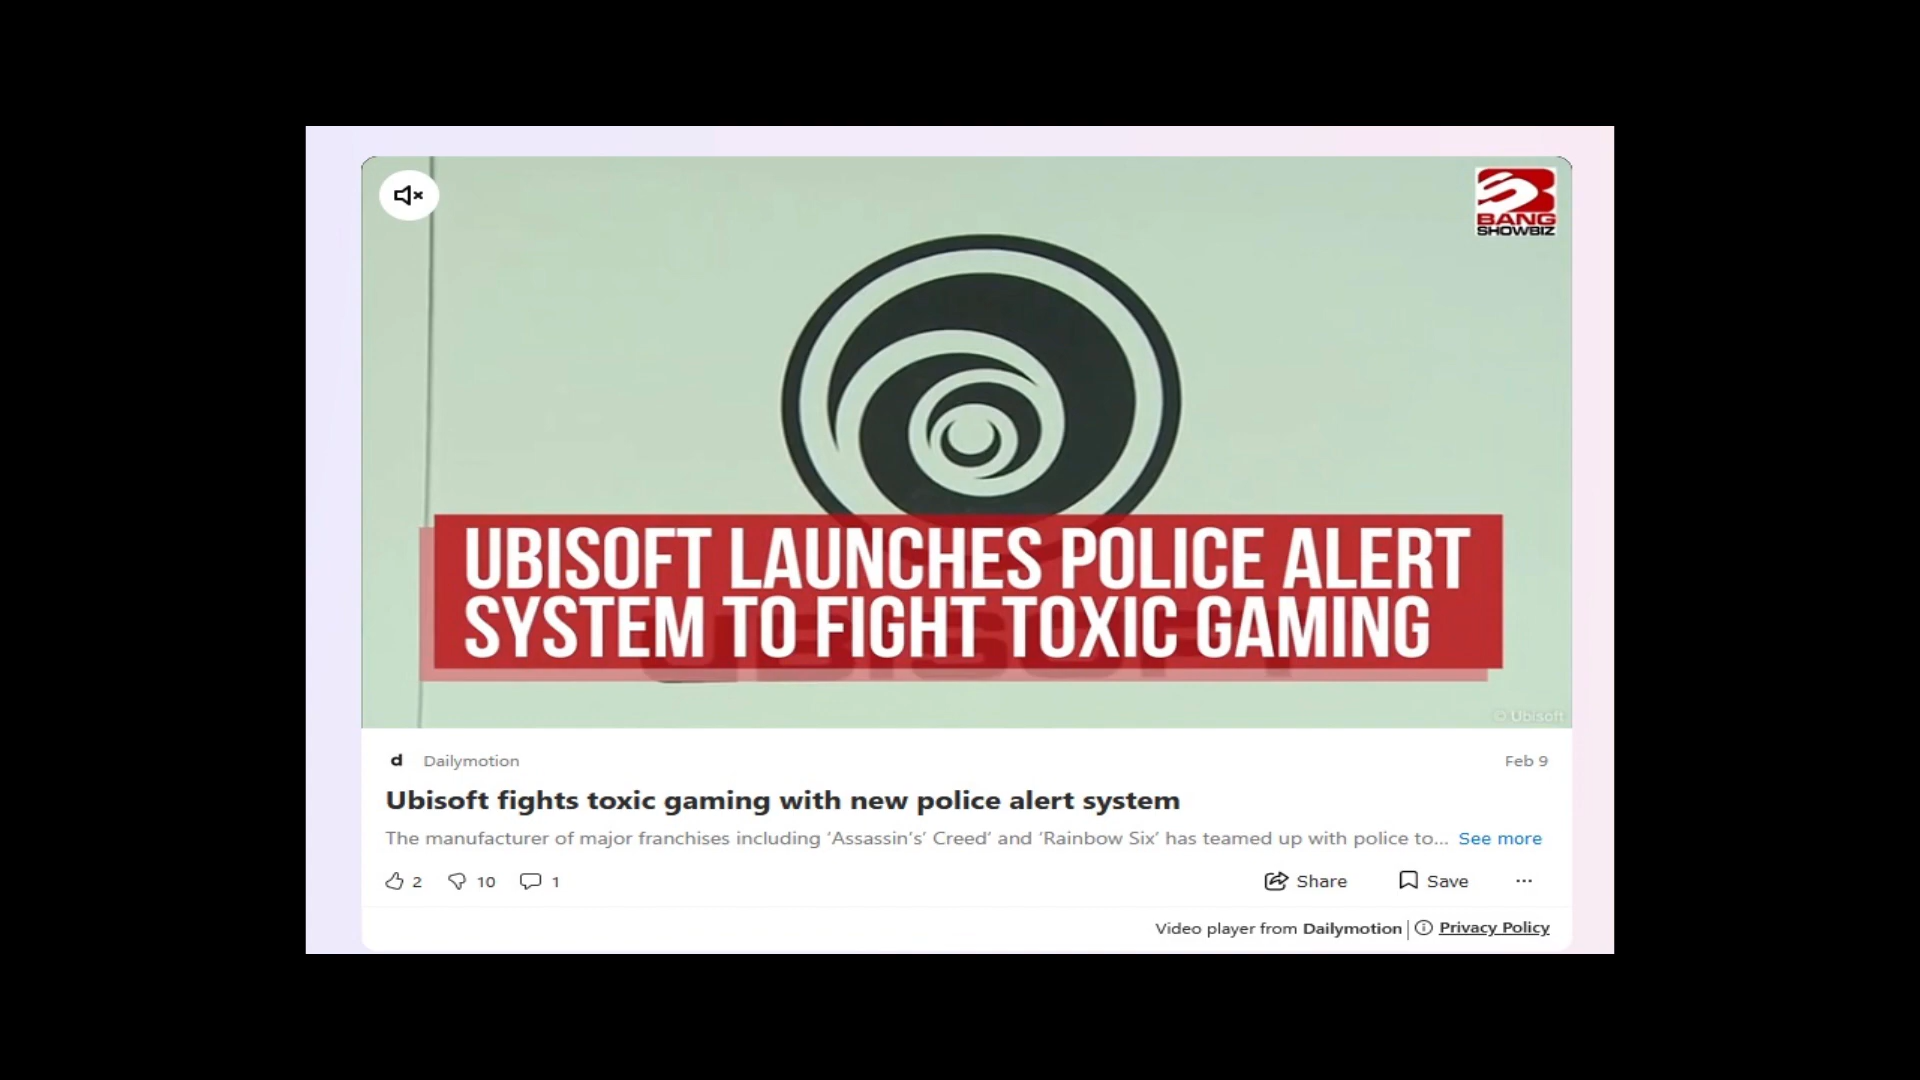 BANG
SHOWBIZ
UBISOFT LAUNCHES POLICE ALERT
SYSTEM TO FIGHT TOXIC GAMING
UBISOFT
© Ubisoft
d Dailymotion Feb 9
Ubisoft fights toxic gaming with new police alert system
The manufacturer of major franchises including ‘Assassin’s’ Creed’ and ‘Rainbow Six’ has teamed up with police to... See more
2 10 1 Share Save ...
Video player from Dailymotion | Privacy Policy